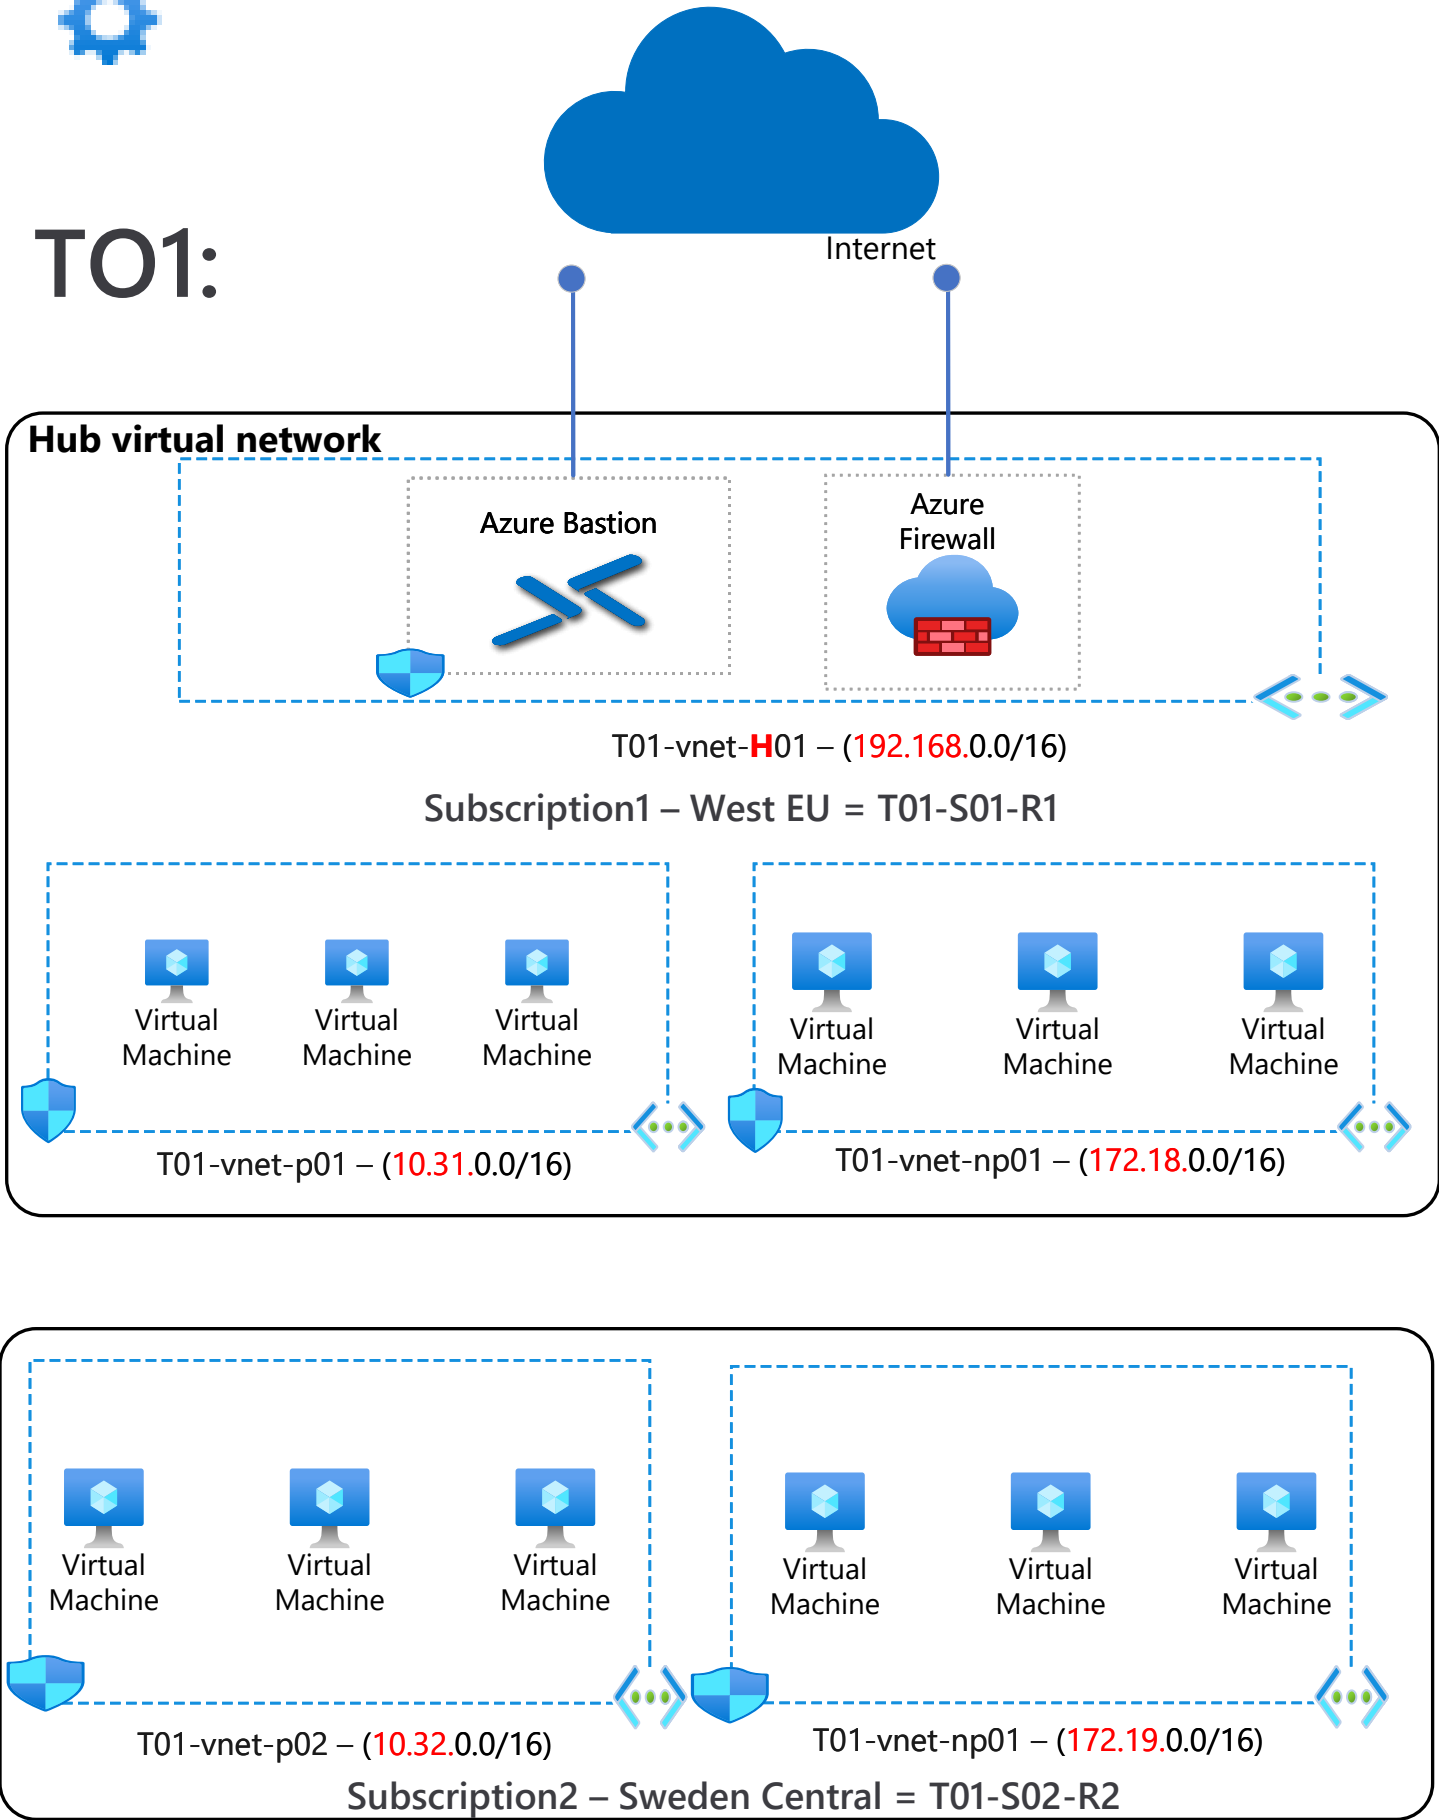 Internet
TO1:
Hub virtual network
Azure Bastion
Azure
Firewall
T01-vnet-H01 – (192.168.0.0/16)
Subscription1 – West EU = T01-S01-R1
Virtual
Machine
Virtual
Machine
Virtual
Machine
Virtual
Machine
Virtual
Machine
Virtual
Machine
T01-vnet-p01 – (10.31.0.0/16)
T01-vnet-np01 – (172.18.0.0/16)
Virtual
Machine
Virtual
Machine
Virtual
Machine
Virtual
Machine
Virtual
Machine
Virtual
Machine
T01-vnet-p02 – (10.32.0.0/16)
T01-vnet-np01 – (172.19.0.0/16)
Subscription2 – Sweden Central = T01-S02-R2